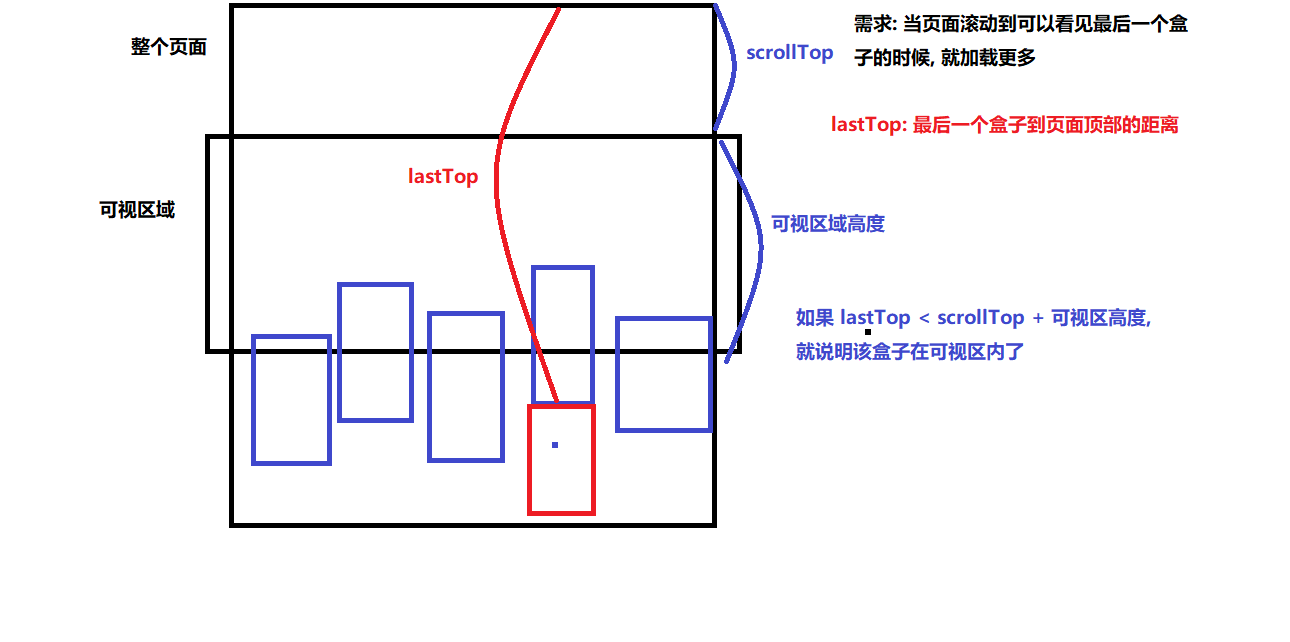 整个页面
scrollTop
需求: 当页面滚动到可以看见最后一个盒
子的时候, 就加载更多
lastTop: 最后一个盒子到页面顶部的距离
lastTop
可视区域
可视区域高度
如果 lastTop < scrollTop + 可视区高度,
就说明该盒子在可视区内了